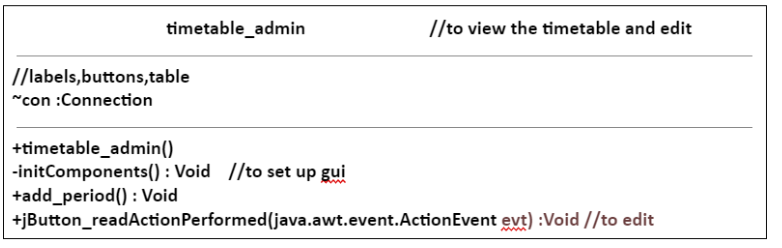 timetable_admin //to view the timetable and edit
//labels,buttons,table
~con :Connection
+timetable_admin()
-initComponents() : Void //to set up gui
+add_period() : Void
+jButton_readActionPerformed(java.awt.event.ActionEvent evt) :Void //to edit